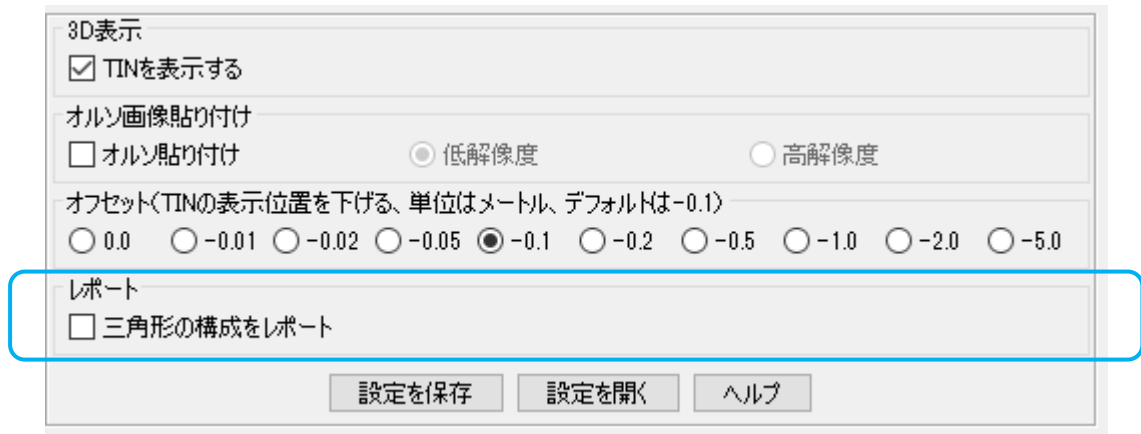 3D表示
TINを表示する
オルソ画像貼り付け
オルソ貼り付け 低解像度 高解像度
オフセット(TINの表示位置を下げる、単位はメートル、デフォルトは-0.1)
0.0 -0.01 -0.02 -0.05 -0.1 -0.2 -0.5 -1.0 -2.0 -5.0
レポート
三角形の構成をレポート
設定を保存 設定を開く ヘルプ